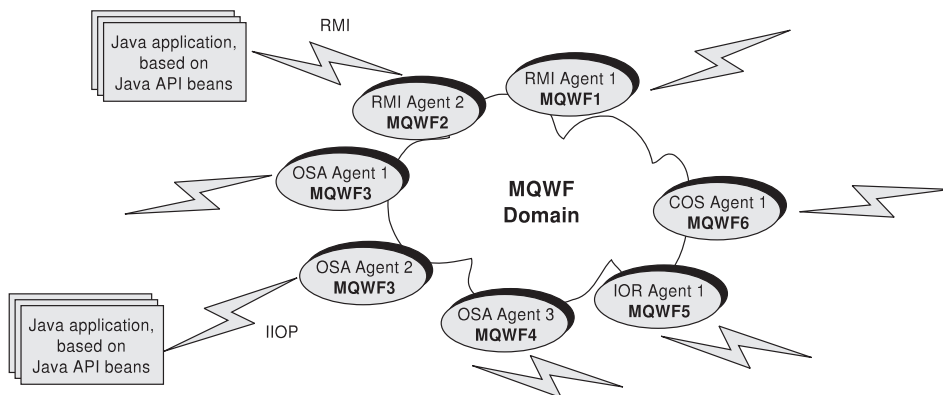 Java application,
based on
Java API beans
RMI
RMI Agent 2
MQWF2
RMI Agent 1
MQWF1
OSA Agent 1
MQWF3
MQWF
Domain
COS Agent 1
MQWF6
OSA Agent 2
MQWF3
IOR Agent 1
MQWF5
OSA Agent 3
MQWF4
IIOP
Java application,
based on
Java API beans